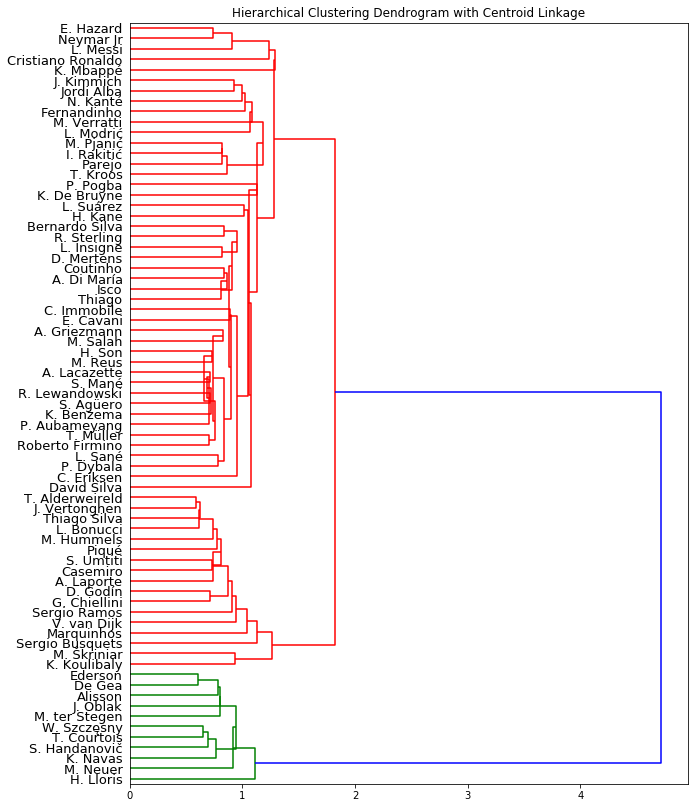 Hierarchical Clustering Dendrogram with Centroid Linkage
E. Hazard
Neymar Jr
L. Messi
Cristiano Ronaldo
K. Mbappé
J. Kimmich
Jordi Alba
N. Kanté
Fernandinho
M. Verratti
L. Modrić
M. Pjanić
I. Rakitić
Parejo
T. Kroos
P. Pogba
K. De Bruyne
L. Suárez
H. Kane
Bernardo Silva
R. Sterling
L. Insigne
D. Mertens
Coutinho
A. Di María
Isco
Thiago
C. Immobile
E. Cavani
A. Griezmann
M. Salah
H. Son
M. Reus
A. Lacazette
S. Mané
R. Lewandowski
S. Agüero
K. Benzema
P. Aubameyang
T. Müller
Roberto Firmino
L. Sané
P. Dybala
C. Eriksen
David Silva
T. Alderweireld
J. Vertonghen
Thiago Silva
L. Bonucci
M. Hummels
Piqué
S. Umtiti
Casemiro
A. Laporte
D. Godín
G. Chiellini
Sergio Ramos
V. van Dijk
Marquinhos
Sergio Busquets
M. Škriniar
K. Koulibaly
Ederson
De Gea
Alisson
J. Oblak
M. ter Stegen
W. Szczęsny
T. Courtois
S. Handanovič
K. Navas
M. Neuer
H. Lloris
0 1 2 3 4